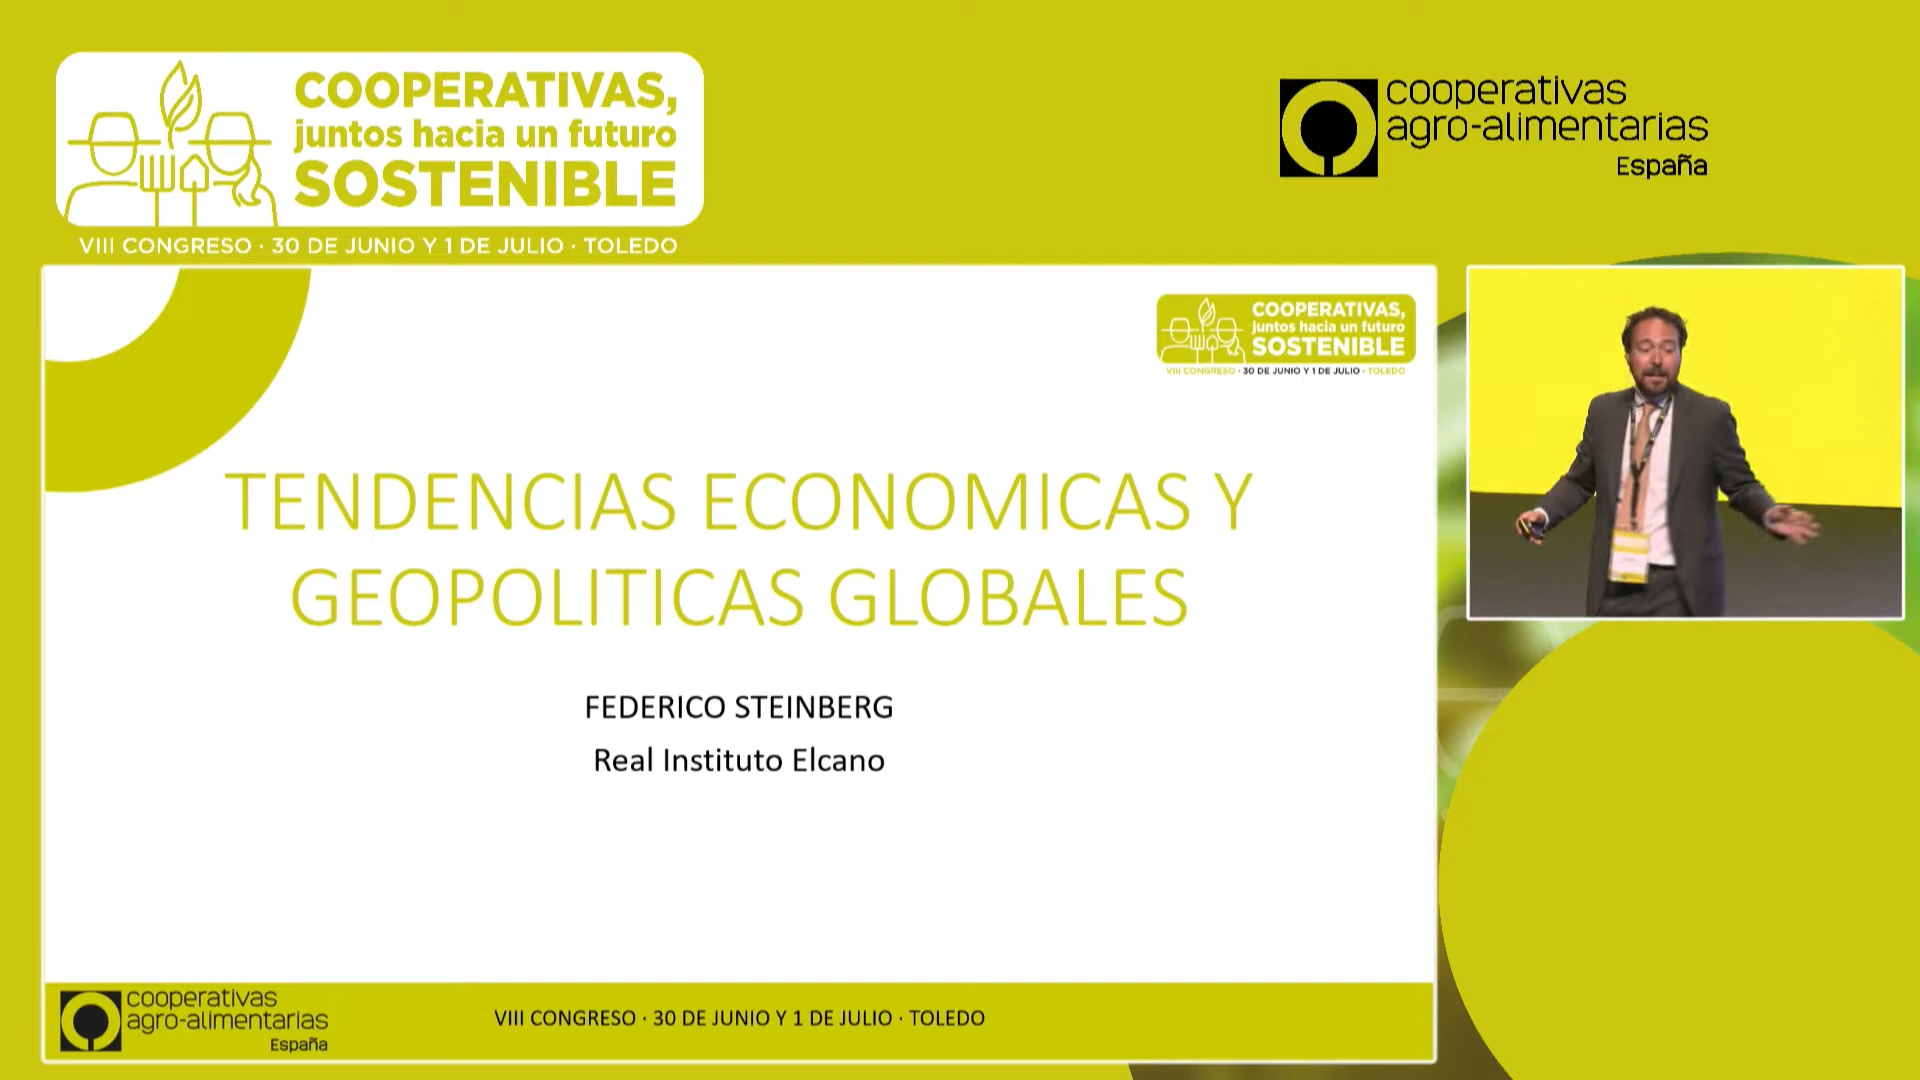 COOPERATIVAS,
juntos hacia un futuro
SOSTENIBLE
VIII CONGRESO · 30 DE JUNIO Y 1 DE JULIO · TOLEDO
cooperativas
agro-alimentarias
España
COOPERATIVAS,
juntos hacia un futuro
SOSTENIBLE
VIII CONGRESO · 30 DE JUNIO Y 1 DE JULIO · TOLEDO
TENDENCIAS ECONOMICAS Y
GEOPOLITICAS GLOBALES
FEDERICO STEINBERG
Real Instituto Elcano
cooperativas
agro-alimentarias
España
VIII CONGRESO · 30 DE JUNIO Y 1 DE JULIO · TOLEDO